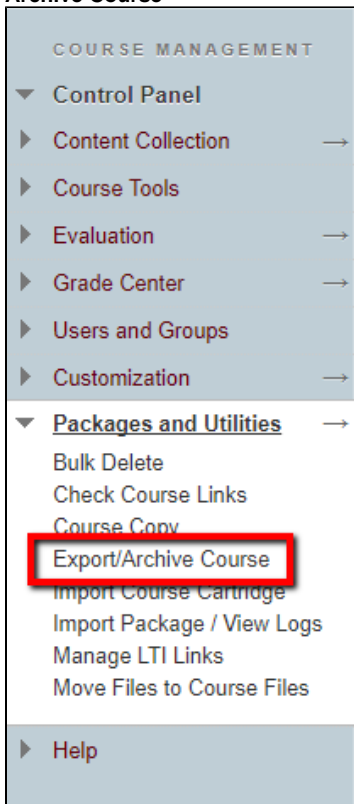 Archive Course
COURSE MANAGEMENT
Control Panel
Content Collection →
Course Tools
Evaluation →
Grade Center →
Users and Groups
Customization →
Packages and Utilities →
Bulk Delete
Check Course Links
Course Copy
Export/Archive Course
Import Course Cartridge
Import Package / View Logs
Manage LTI Links
Move Files to Course Files
Help